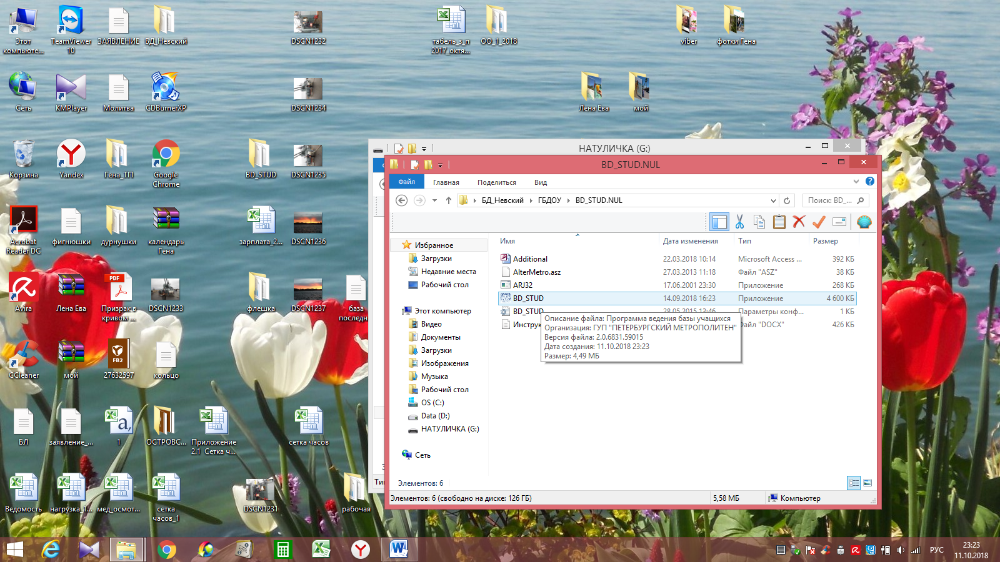 Этот
компьюте...
TeamViewer
10
ЗАЯВЛЕНИЕ
БД_Невский
DSCN1232
табель_з_п
2017_октя...
ОО_1_2018
viber
фотки Гена
Сеть
KMPlayer
Молитва
CDBurnerXP
DSCN1234
Лена Ева
мой
Корзина
Yandex
Гена_ТП
Google
Chrome
BD_STUD
DSCN1235
Acrobat
Reader DC
фигнюшки
дурнушки
календарь
Гена
зарплата_2...
DSCN1236
Avira
Лена Ева
PDF
Призрак в
кривом ...
DSCN1233
флешка
DSCN1237
база
последн
CCleaner
мой
FB2
27632597
кольцо
БЛ
заявление_...
1
ОСТРОВС...
Приложение
2.1 Сетка ч...
сетка часов
Ведомость
нагрузка_1...
мед_осмот...
сетка
часов_1
DSCN1231
рабочая
НАТУЛИЧКА (G:)
BD_STUD.NUL
Файл
Главная
Поделиться
Вид
БД_Невский
ГБДОУ
BD_STUD.NUL
Поиск: BD_...
Избранное
Загрузки
Недавние места
Рабочий стол
Этот компьютер
Видео
Документы
Загрузки
Изображения
Музыка
Рабочий стол
OS (C:)
Data (D:)
НАТУЛИЧКА (G:)
Сеть
Имя Дата изменения Тип Размер
Additional 22.03.2018 10:14 Microsoft Access ... 392 КБ
AlterMetro.asz 27.03.2013 11:18 Файл "ASZ" 38 КБ
ARJ32 17.06.2001 23:30 Приложение 268 КБ
BD_STUD 14.09.2018 16:23 Приложение 4 600 КБ
BD_STUD 28.05.2015 13:46 Параметры конф... 1 КБ
Инструк Файл "DOCX" 426 КБ
Описание файла: Программа ведения базы учащихся
Организация: ГУП "ПЕТЕРБУРГСКИЙ МЕТРОПОЛИТЕН"
Версия файла: 2.0.6831.59015
Дата создания: 11.10.2018 23:23
Размер: 4,49 МБ
Элементов: 6
Элементов: 6 (свободно на диске: 126 ГБ)
5,58 МБ
Компьютер
РУС
23:23
11.10.2018